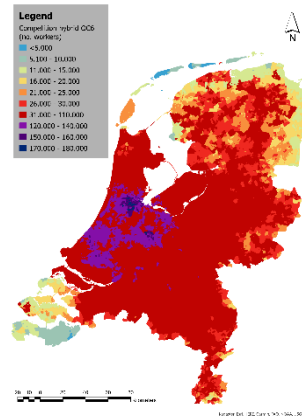 Legend
Competition hybrid OC6
(no. workers)
<5.000
5.100 - 10.000
11.000 - 15.000
16.000 - 20.000
21.000 - 25.000
26.000 - 30.000
31.000 - 110.000
120.000 - 140.000
150.000 - 160.000
170.000 - 180.000